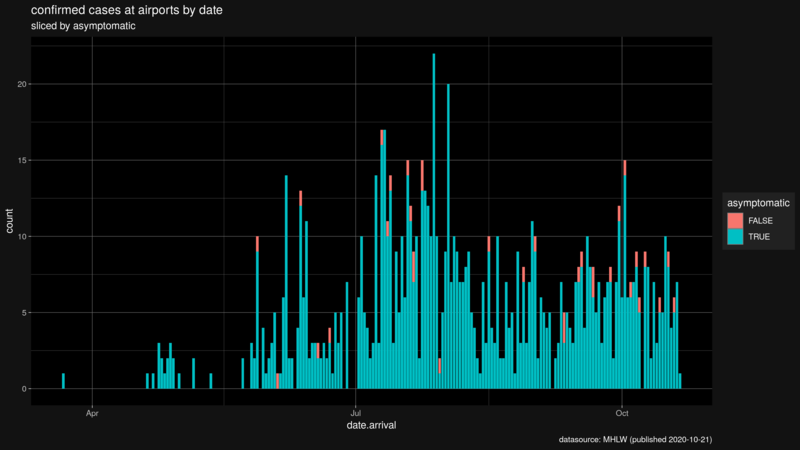 confirmed cases at airports by date
sliced by asymptomatic
20
15
10
5
0
count
Apr
Jul
Oct
date.arrival
asymptomatic
FALSE
TRUE
datasource: MHLW (published 2020-10-21)